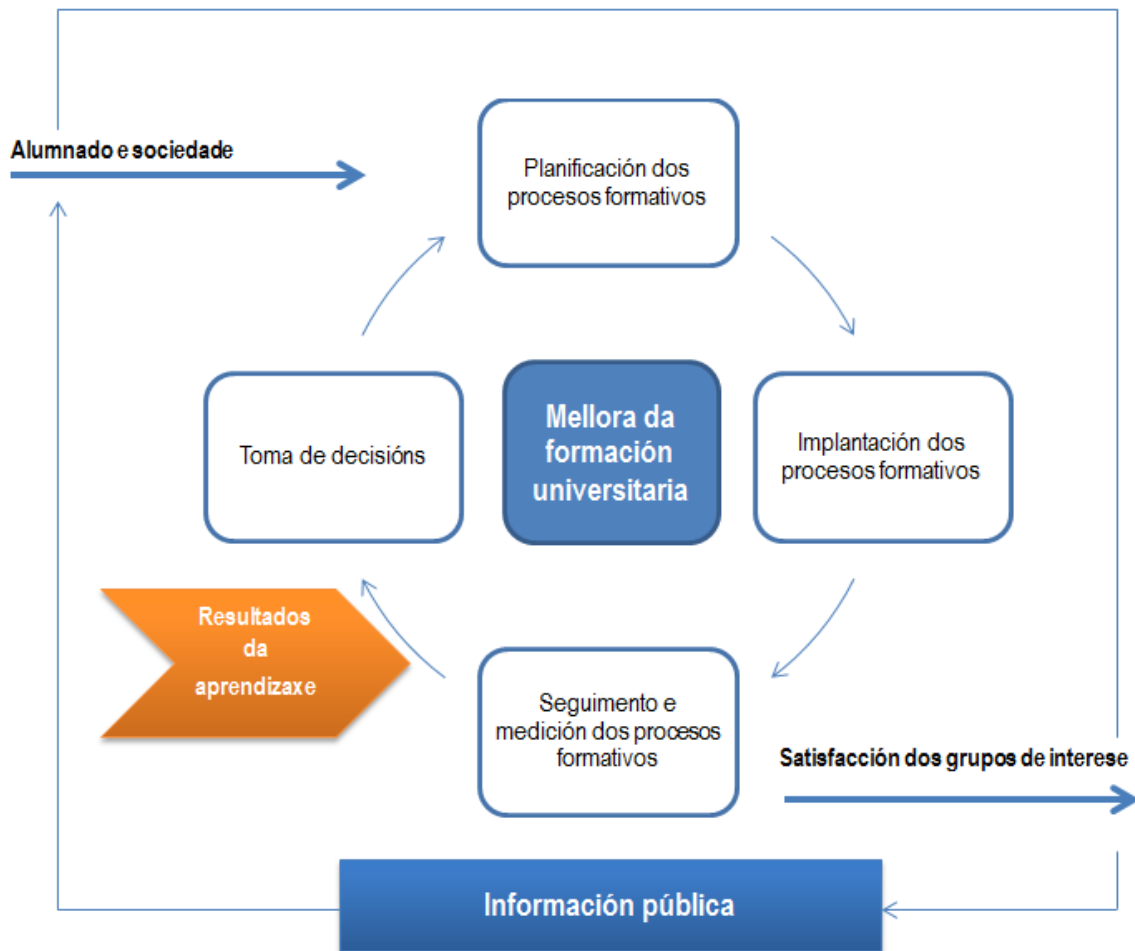 Alumnado e sociedade
Planificación dos
procesos formativos
Toma de decisións
Mellora da
formación
universitaria
Implantación dos
procesos formativos
Resultados
da
aprendizaxe
Seguimento e
medición dos procesos
formativos
Satisfacción dos grupos de interese
Información pública